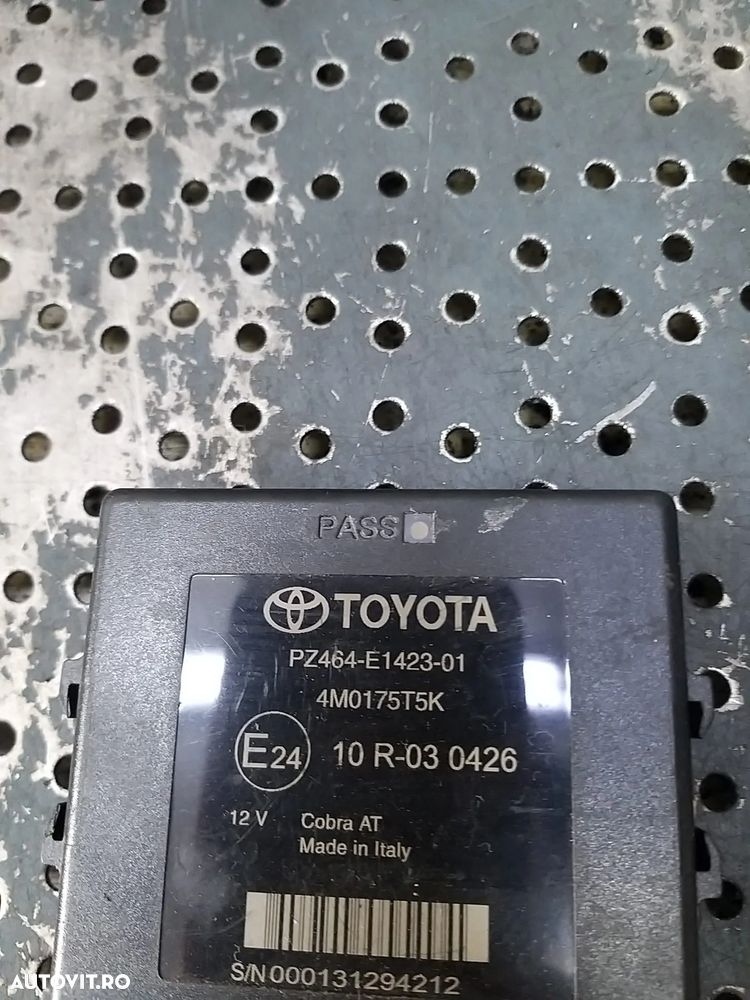 PASS
TOYOTA
PZ464-E1423-01
4M0175T5K
E24 10 R-03 0426
12 V Cobra AT
Made in Italy
S/N 000131294212
AUTOVIT.RO